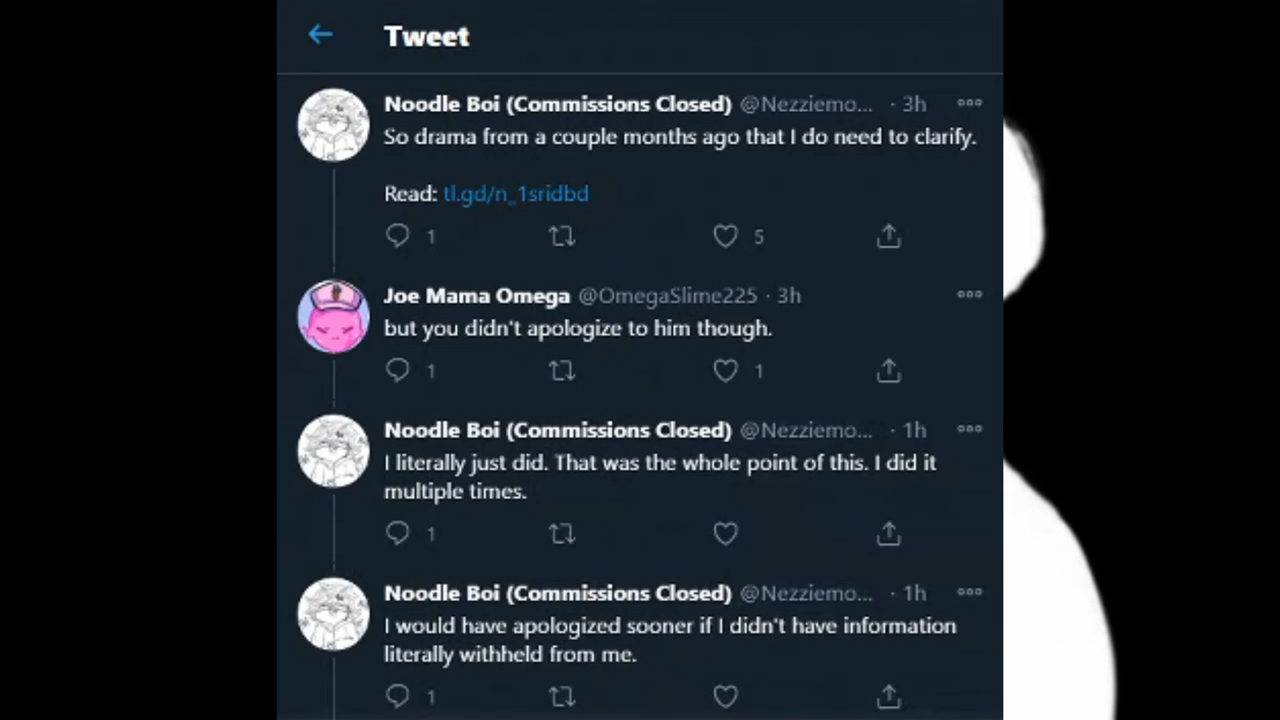 Tweet
Noodle Boi (Commissions Closed) @Nezziemo... · 3h
So drama from a couple months ago that I do need to clarify.
Read: tl.gd/n_1sridbd
1 5
Joe Mama Omega @OmegaSlime225 · 3h
but you didn't apologize to him though.
1 1
Noodle Boi (Commissions Closed) @Nezziemo... · 1h
I literally just did. That was the whole point of this. I did it
multiple times.
1
Noodle Boi (Commissions Closed) @Nezziemo... · 1h
I would have apologized sooner if I didn't have information
literally withheld from me.
1